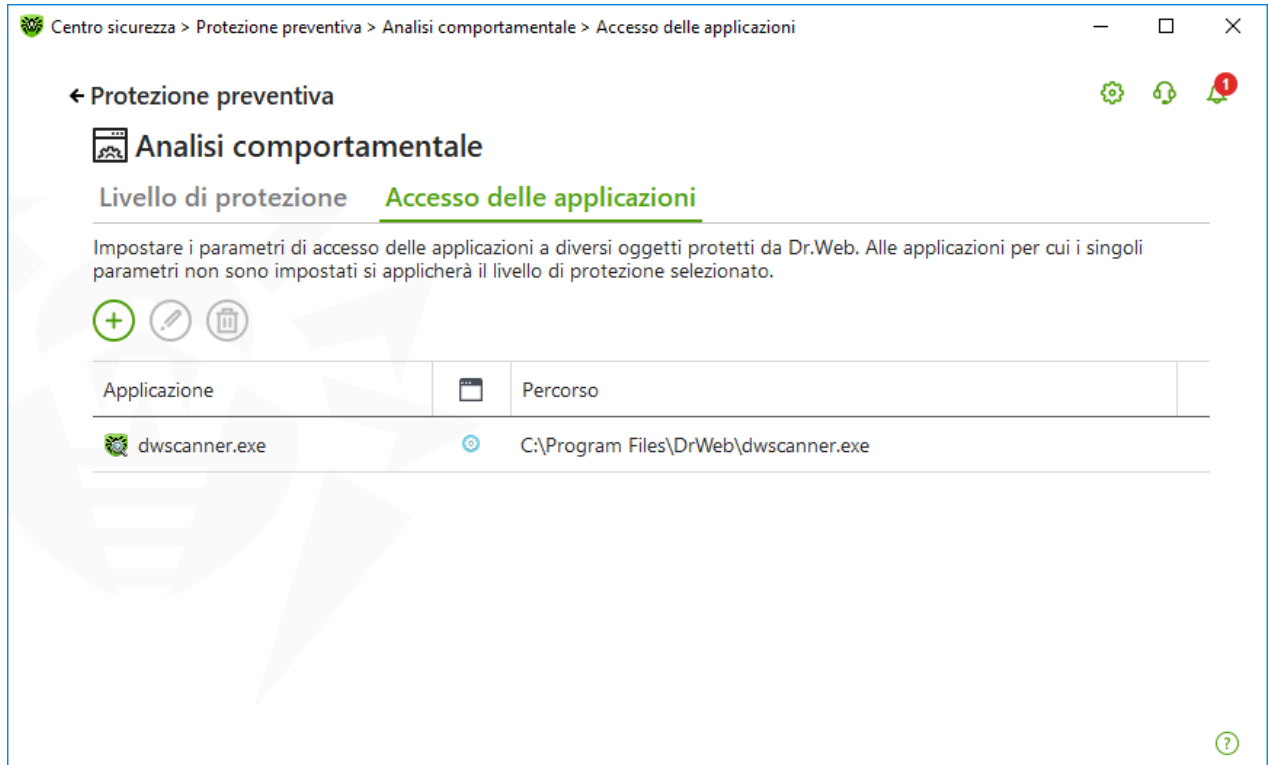 Centro sicurezza > Protezione preventiva > Analisi comportamentale > Accesso delle applicazioni
Protezione preventiva
1
Analisi comportamentale
Livello di protezione Accesso delle applicazioni
Impostare i parametri di accesso delle applicazioni a diversi oggetti protetti da Dr.Web. Alle applicazioni per cui i singoli
parametri non sono impostati si applicherà il livello di protezione selezionato.
Applicazione Percorso
dwscanner.exe C:\Program Files\DrWeb\dwscanner.exe
?